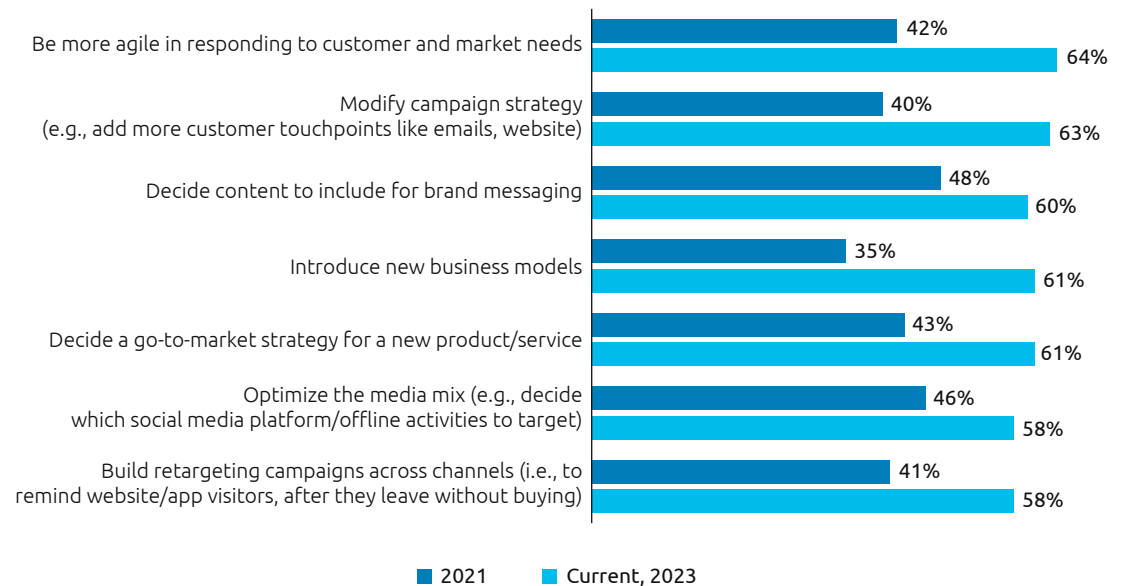 Be more agile in responding to customer and market needs
42%
64%
Modify campaign strategy
(e.g., add more customer touchpoints like emails, website)
40%
63%
Decide content to include for brand messaging
48%
60%
Introduce new business models
35%
61%
Decide a go-to-market strategy for a new product/service
43%
61%
Optimize the media mix (e.g., decide
which social media platform/offline activities to target)
46%
58%
Build retargeting campaigns across channels (i.e., to
remind website/app visitors, after they leave without buying)
41%
58%
2021
Current, 2023